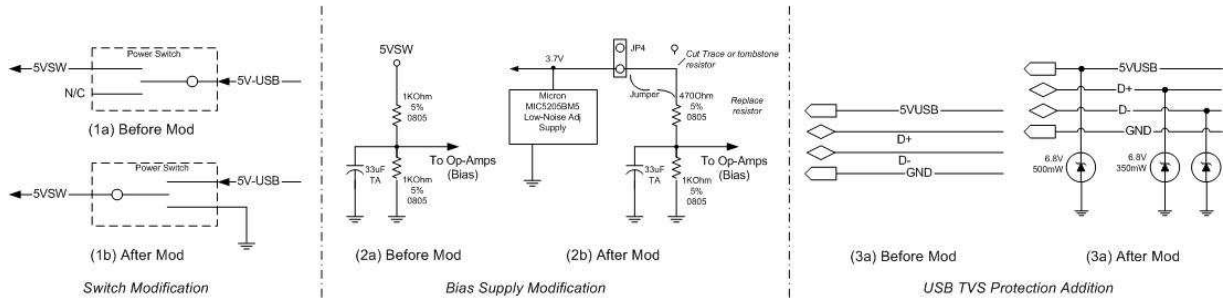 Power Switch
5VSW
5V-USB
N/C
(1a) Before Mod
Power Switch
5VSW
5V-USB
(1b) After Mod
Switch Modification
5VSW
1KOhm
5%
0805
To Op-Amps
(Bias)
33uF
TA
1KOhm
5%
0805
(2a) Before Mod
JP4
Cut Trace or tombstone
resistor
3.7V
Jumper
Micron
MIC5205BM5
Low-Noise Adj
Supply
470Ohm
5%
0805
Replace
resistor
To Op-Amps
(Bias)
33uF
TA
1KOhm
5%
0805
(2b) After Mod
Bias Supply Modification
5VUSB
D+
D-
GND
(3a) Before Mod
5VUSB
D+
D-
GND
6.8V
500mW
6.8V
350mW
(3a) After Mod
USB TVS Protection Addition